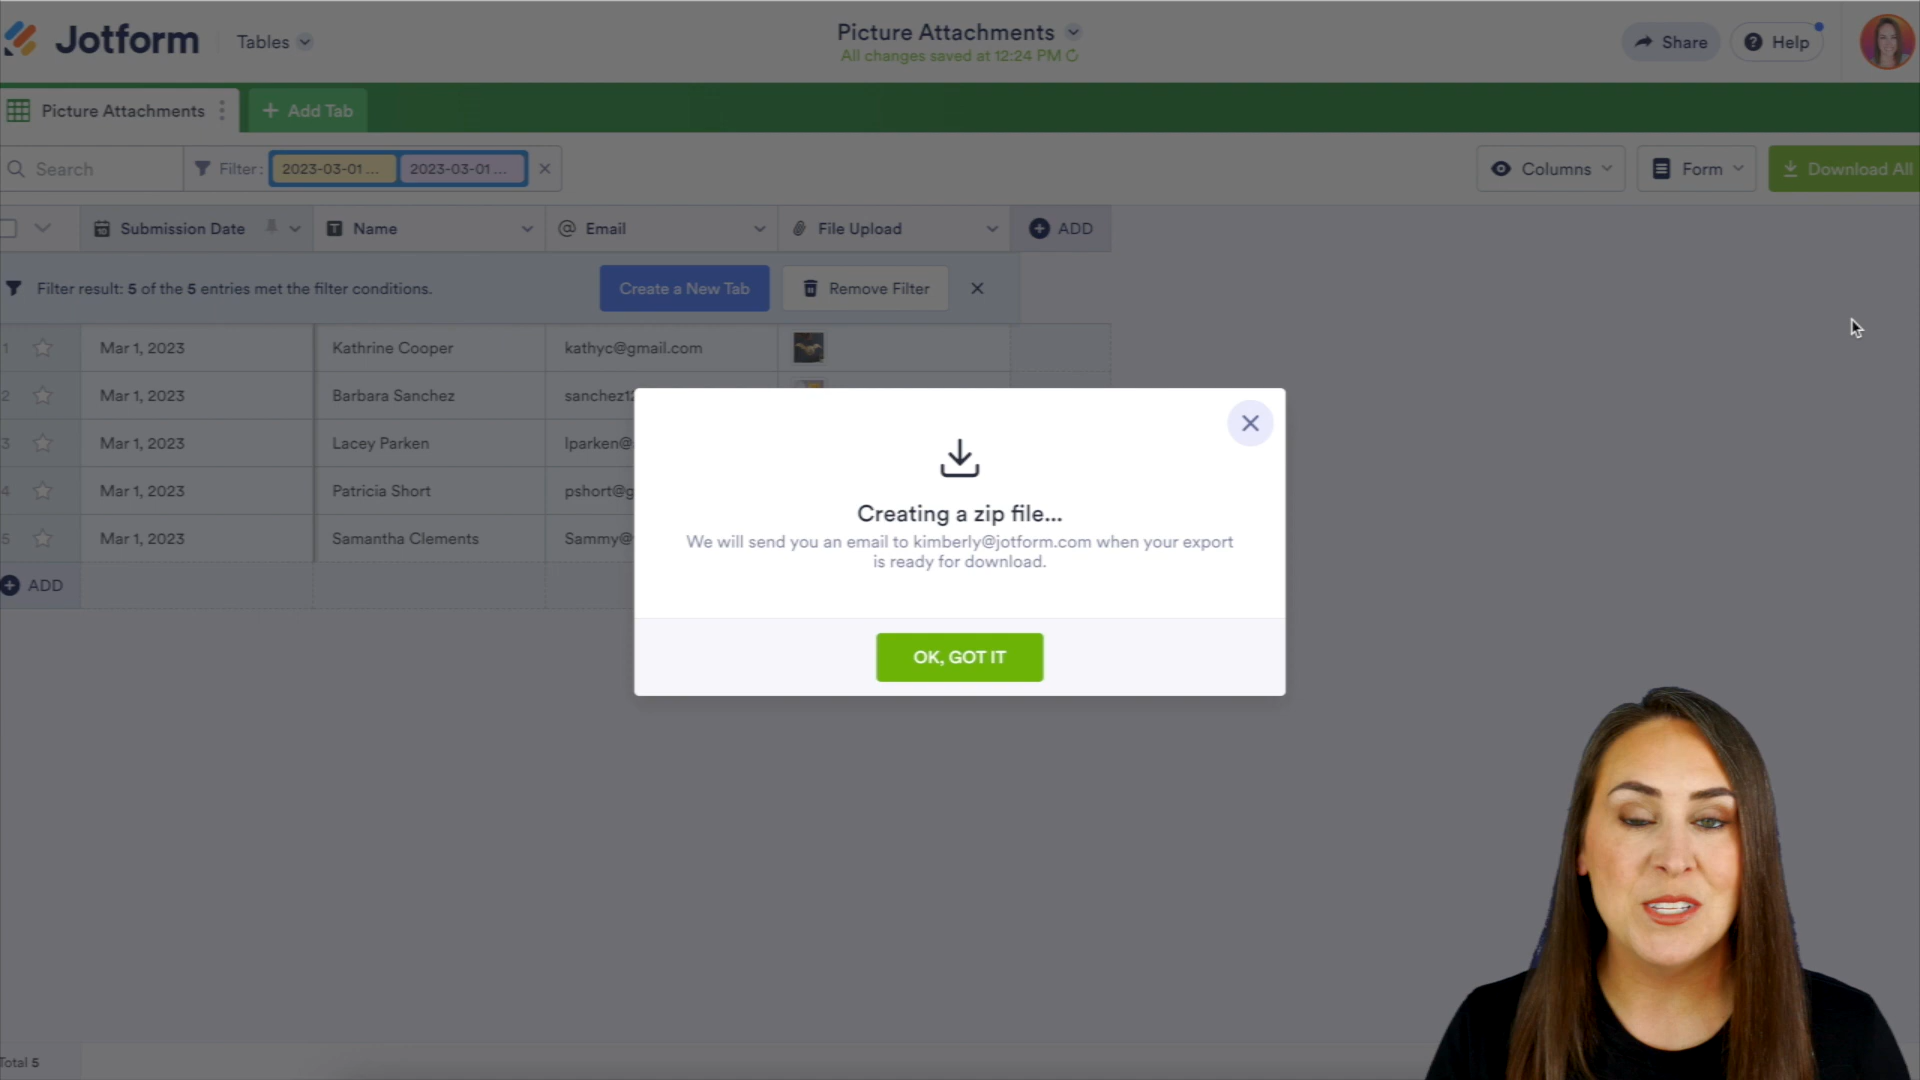 Jotform
Tables
Picture Attachments
All changes saved at 12:24 PM
Share
Help
Picture Attachments
+ Add Tab
Search
Filter:
2023-03-01 ...
2023-03-01 ...
Columns
Form
Download All
Submission Date
Name
Email
File Upload
ADD
Filter result: 5 of the 5 entries met the filter conditions.
Create a New Tab
Remove Filter
1 Mar 1, 2023 Kathrine Cooper kathyc@gmail.com
2 Mar 1, 2023 Barbara Sanchez
3 Mar 1, 2023 Lacey Parken lparken@
4 Mar 1, 2023 Patricia Short pshort@g
5 Mar 1, 2023 Samantha Clements Sammy@
ADD
Creating a zip file...
We will send you an email to kimberly@jotform.com when your export
is ready for download.
OK, GOT IT
Total 5